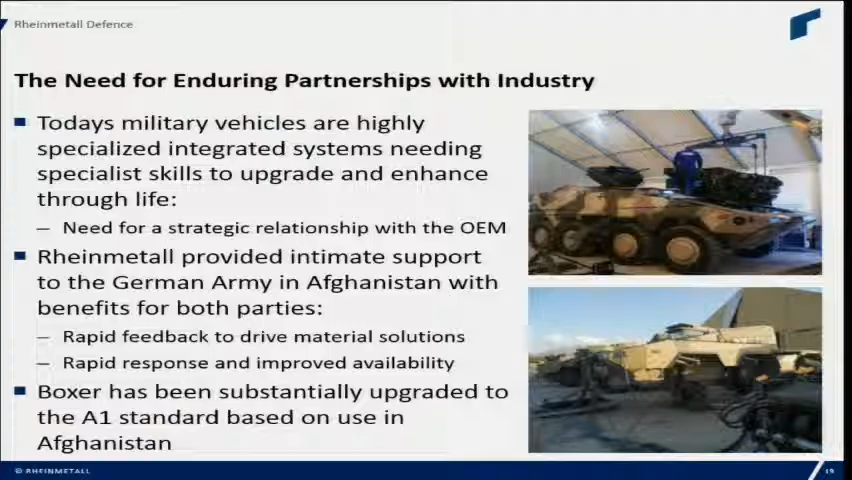 Rheinmetall Defence
The Need for Enduring Partnerships with Industry
Todays military vehicles are highly
specialized integrated systems needing
specialist skills to upgrade and enhance
through life:
– Need for a strategic relationship with the OEM
Rheinmetall provided intimate support
to the German Army in Afghanistan with
benefits for both parties:
– Rapid feedback to drive material solutions
– Rapid response and improved availability
Boxer has been substantially upgraded to
the A1 standard based on use in
Afghanistan
© RHEINMETALL
19